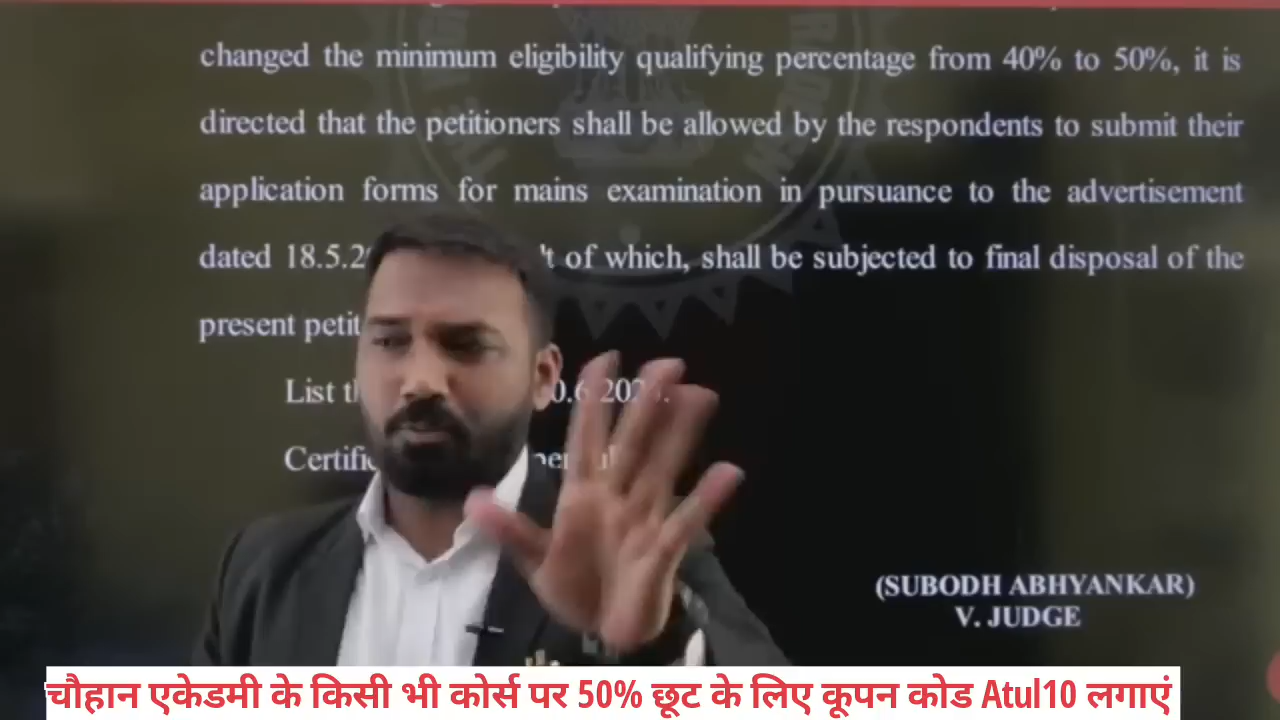 changed the minimum eligibility qualifying percentage from 40% to 50%, it is
directed that the petitioners shall be allowed by the respondents to submit their
application forms for mains examination in pursuance to the advertisement
dated 18.5.2 of which, shall be subjected to final disposal of the
present petit
List
Certific
(SUBODH ABHYANKAR)
V. JUDGE
चौहान एकेडमी के किसी भी कोर्स पर 50% छूट के लिए कूपन कोड Atul10 लगाएं